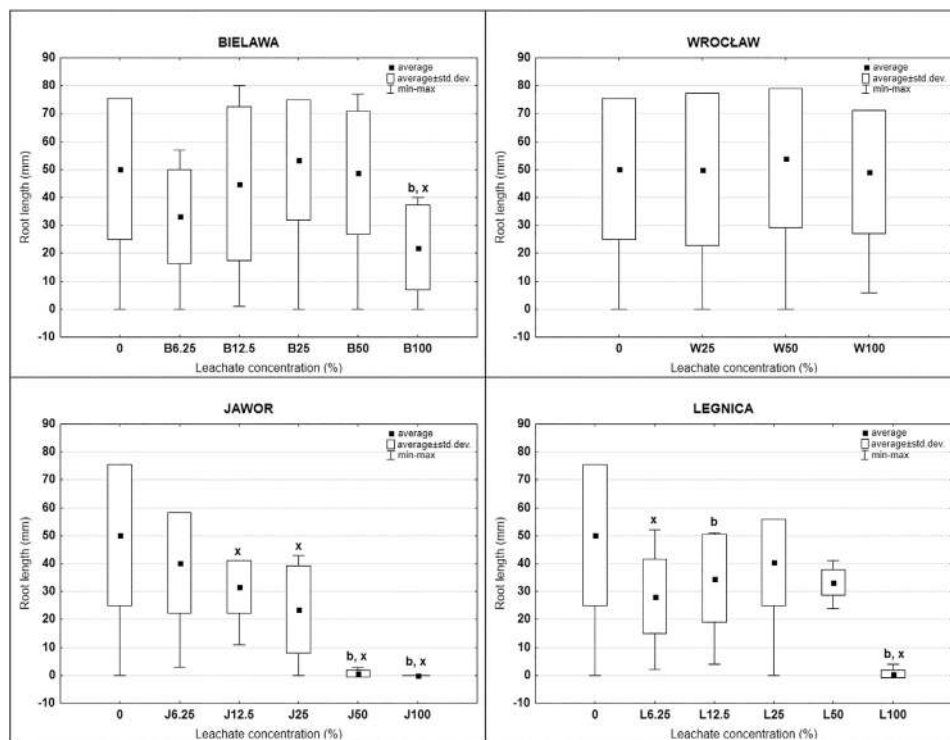 BIELAWA
90
80
70
60
50
40
30
20
10
0
-10
Root length (mm)
average
average±std.dev.
min-max
b, x
0 B6.25 B12.5 B25 B50 B100
Leachate concentration (%)
WROCŁAW
90
80
70
60
50
40
30
20
10
0
-10
Root length (mm)
average
average±std.dev.
min-max
0 W25 W50 W100
Leachate concentration (%)
JAWOR
90
80
70
60
50
40
30
20
10
0
-10
Root length (mm)
average
average±std.dev.
min-max
x x
b, x b, x
0 J6.25 J12.5 J25 J50 J100
Leachate concentration (%)
LEGNICA
90
80
70
60
50
40
30
20
10
0
-10
Root length (mm)
average
average±std.dev.
min-max
x b
b, x
0 L6.25 L12.5 L25 L50 L100
Leachate concentration (%)